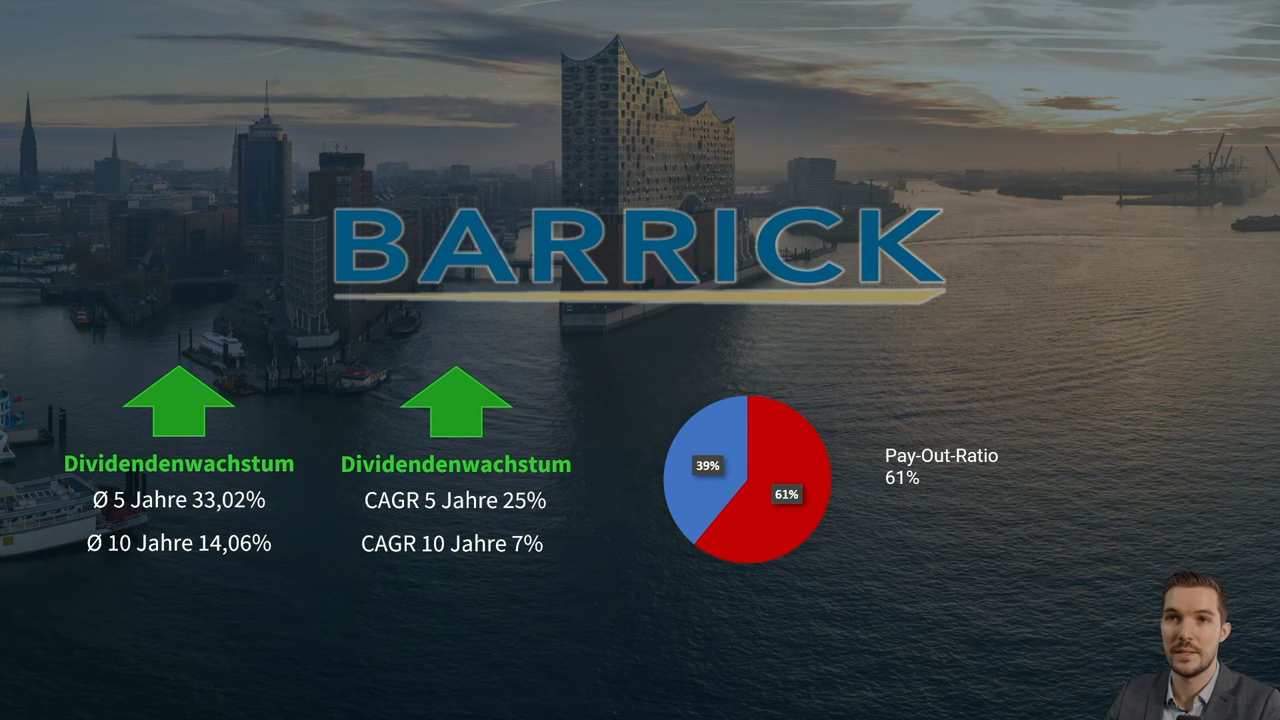 BARRICK
Dividendenwachstum
Ø 5 Jahre 33,02%
Ø 10 Jahre 14,06%
Dividendenwachstum
CAGR 5 Jahre 25%
CAGR 10 Jahre 7%
39%
61%
Pay-Out-Ratio
61%